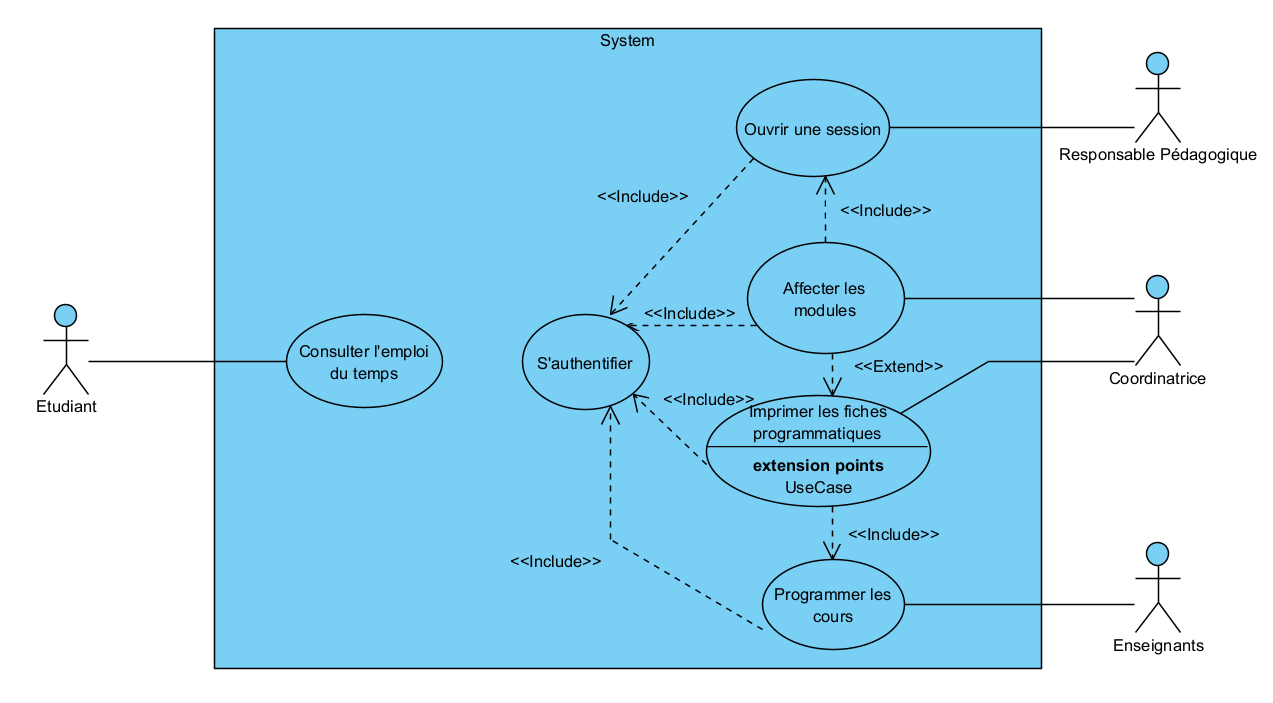 System
Ouvrir une session
Responsable Pédagogique
<<Include>>
<<Include>>
Affecter les
modules
<<Include>>
Consulter l'emploi
du temps
S'authentifier
<<Extend>>
Etudiant
Coordinatrice
<<Include>>
Imprimer les fiches
programmatiques
extension points
UseCase
<<Include>>
<<Include>>
Programmer les
cours
Enseignants